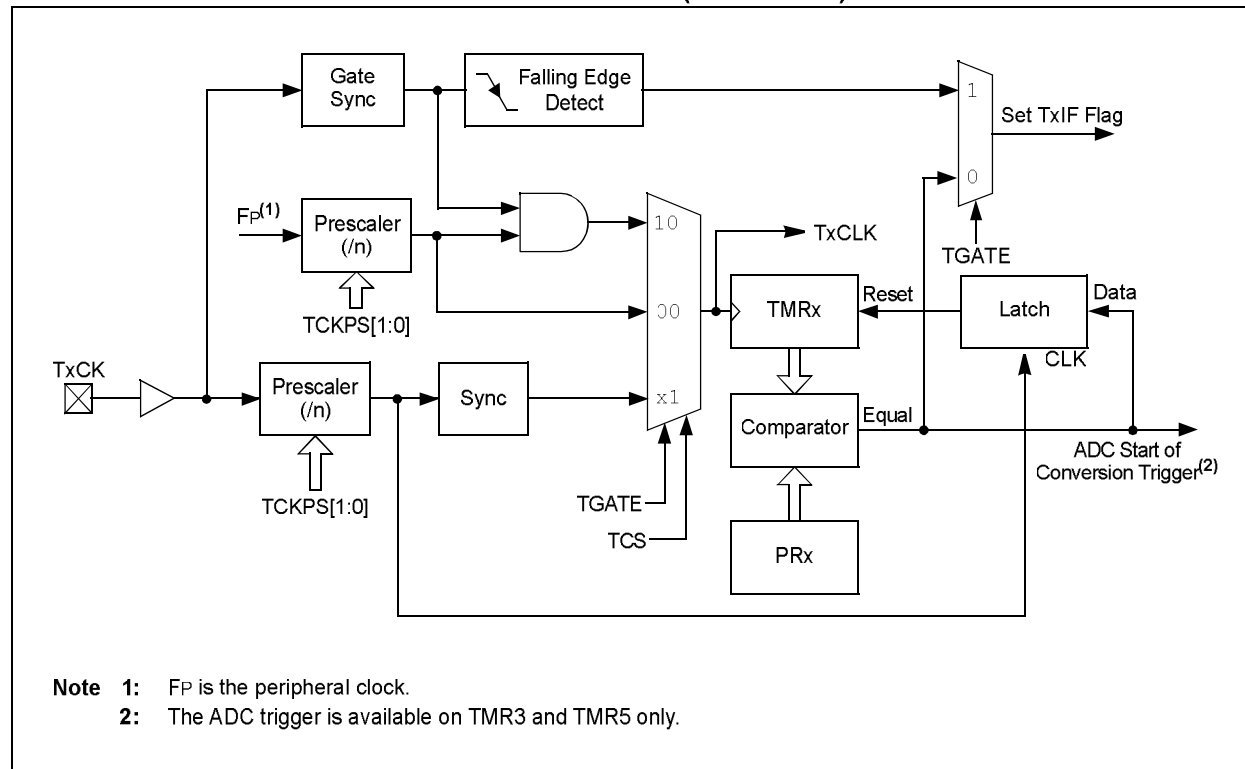 Gate
Sync
Falling Edge
Detect
1
Set TxIF Flag
0
TGATE
FP(1)
Prescaler
(/n)
TCKPS[1:0]
10
00
x1
TxCLK
TMRx
Reset
Latch
Data
CLK
TxCK
Prescaler
(/n)
TCKPS[1:0]
Sync
Comparator
Equal
ADC Start of
Conversion Trigger(2)
TGATE
TCS
PRx
Note 1: FP is the peripheral clock.
2: The ADC trigger is available on TMR3 and TMR5 only.